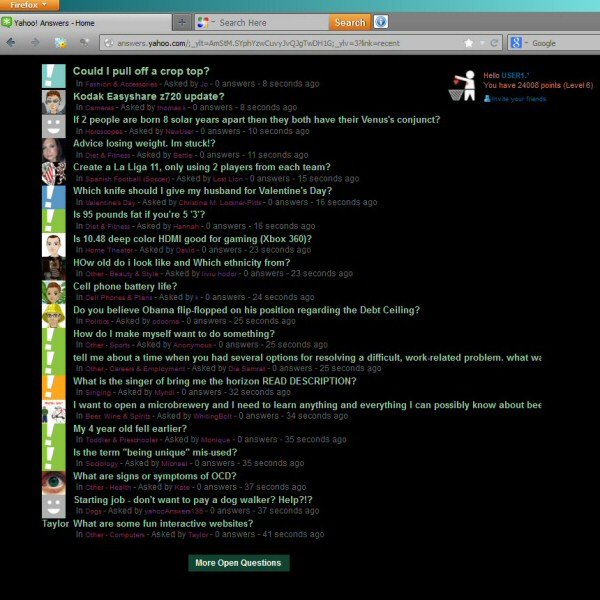 Firefox
Yahoo! Answers - Home
Search Here
Search
answers.yahoo.com/;_ylt=AmStM.SYphYzwCuvyJvQJgTwDH1G;_ylv=3?link=recent
Google
Could I pull off a crop top?
In Fashion & Accessories - Asked by Jo - 0 answers - 8 seconds ago
Hello USER1.*
You have 24008 points (Level 6)
Invite your friends
Kodak Easyshare z720 update?
In Cameras - Asked by thomas k - 0 answers - 8 seconds ago
If 2 people are born 8 solar years apart then they both have their Venus's conjunct?
In Horoscopes - Asked by NewUser - 0 answers - 10 seconds ago
Advice losing weight. Im stuck!?
In Diet & Fitness - Asked by Bettie - 0 answers - 11 seconds ago
Create a La Liga 11, only using 2 players from each team?
In Spanish Football (Soccer) - Asked by Lost Lion - 0 answers - 15 seconds ago
Which knife should I give my husband for Valentine's Day?
In Valentine's Day - Asked by Christina M. - 0 answers - 16 seconds ago
Is 95 pounds fat if you're 5 '3'?
In Diet & Fitness - Asked by Hannah - 0 answers - 16 seconds ago
Is 10.48 deep color HDMI good for gaming (Xbox 360)?
In Home Theater - Asked by David - 0 answers - 23 seconds ago
HOw old do i look like and Which ethnicity from?
In Other - Beauty & Style - Asked by liviu hodor - 0 answers - 23 seconds ago
Cell phone battery life?
In Cell Phones & Plans - Asked by k - 0 answers - 24 seconds ago
Do you believe Obama flip-flopped on his position regarding the Debt Ceiling?
In Politics - Asked by - 0 answers - 25 seconds ago
How do I make myself want to do something?
In Other - Sports - Asked by Anonymous - 0 answers - 25 seconds ago
tell me about a time when you had several options for resolving a difficult, work-related problem. what wa
In Other - Careers & Employment - Asked by Dia Samrat - 0 answers - 25 seconds ago
What is the singer of bring me the horizon READ DESCRIPTION?
In Singing - Asked by Myndi - 0 answers - 32 seconds ago
I want to open a microbrewery and I need to learn anything and everything I can possibly know about bee
In Beer, Wine & Spirits - Asked by WhitingBolt - 0 answers - 34 seconds ago
My 4 year old fell earlier?
In Toddler & Preschooler - Asked by Monique - 0 answers - 35 seconds ago
Is the term "being unique" mis-used?
In Sociology - Asked by Michael - 0 answers - 35 seconds ago
What are signs or symptoms of OCD?
In Other - Health - Asked by Kate - 0 answers - 37 seconds ago
Starting job - don't want to pay a dog walker? Help?!?
In Dogs - Asked by yahooAnswers135 - 0 answers - 37 seconds ago
Taylor What are some fun interactive websites?
In Other - Computers - Asked by Taylor - 0 answers - 41 seconds ago
More Open Questions